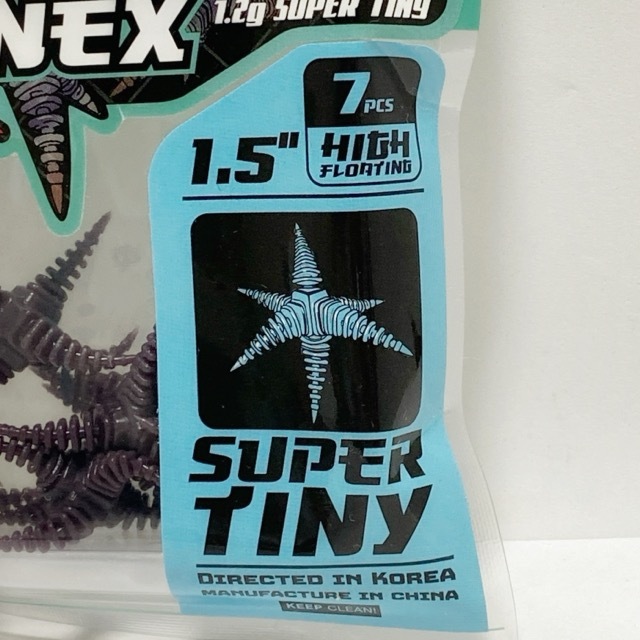 NEX
1.2g SUPER TINY
7PCS
1.5"
HIGH
FLOATING
SUPER
TINY
DIRECTED IN KOREA
MANUFACTURE IN CHINA
KEEP CLEAN!